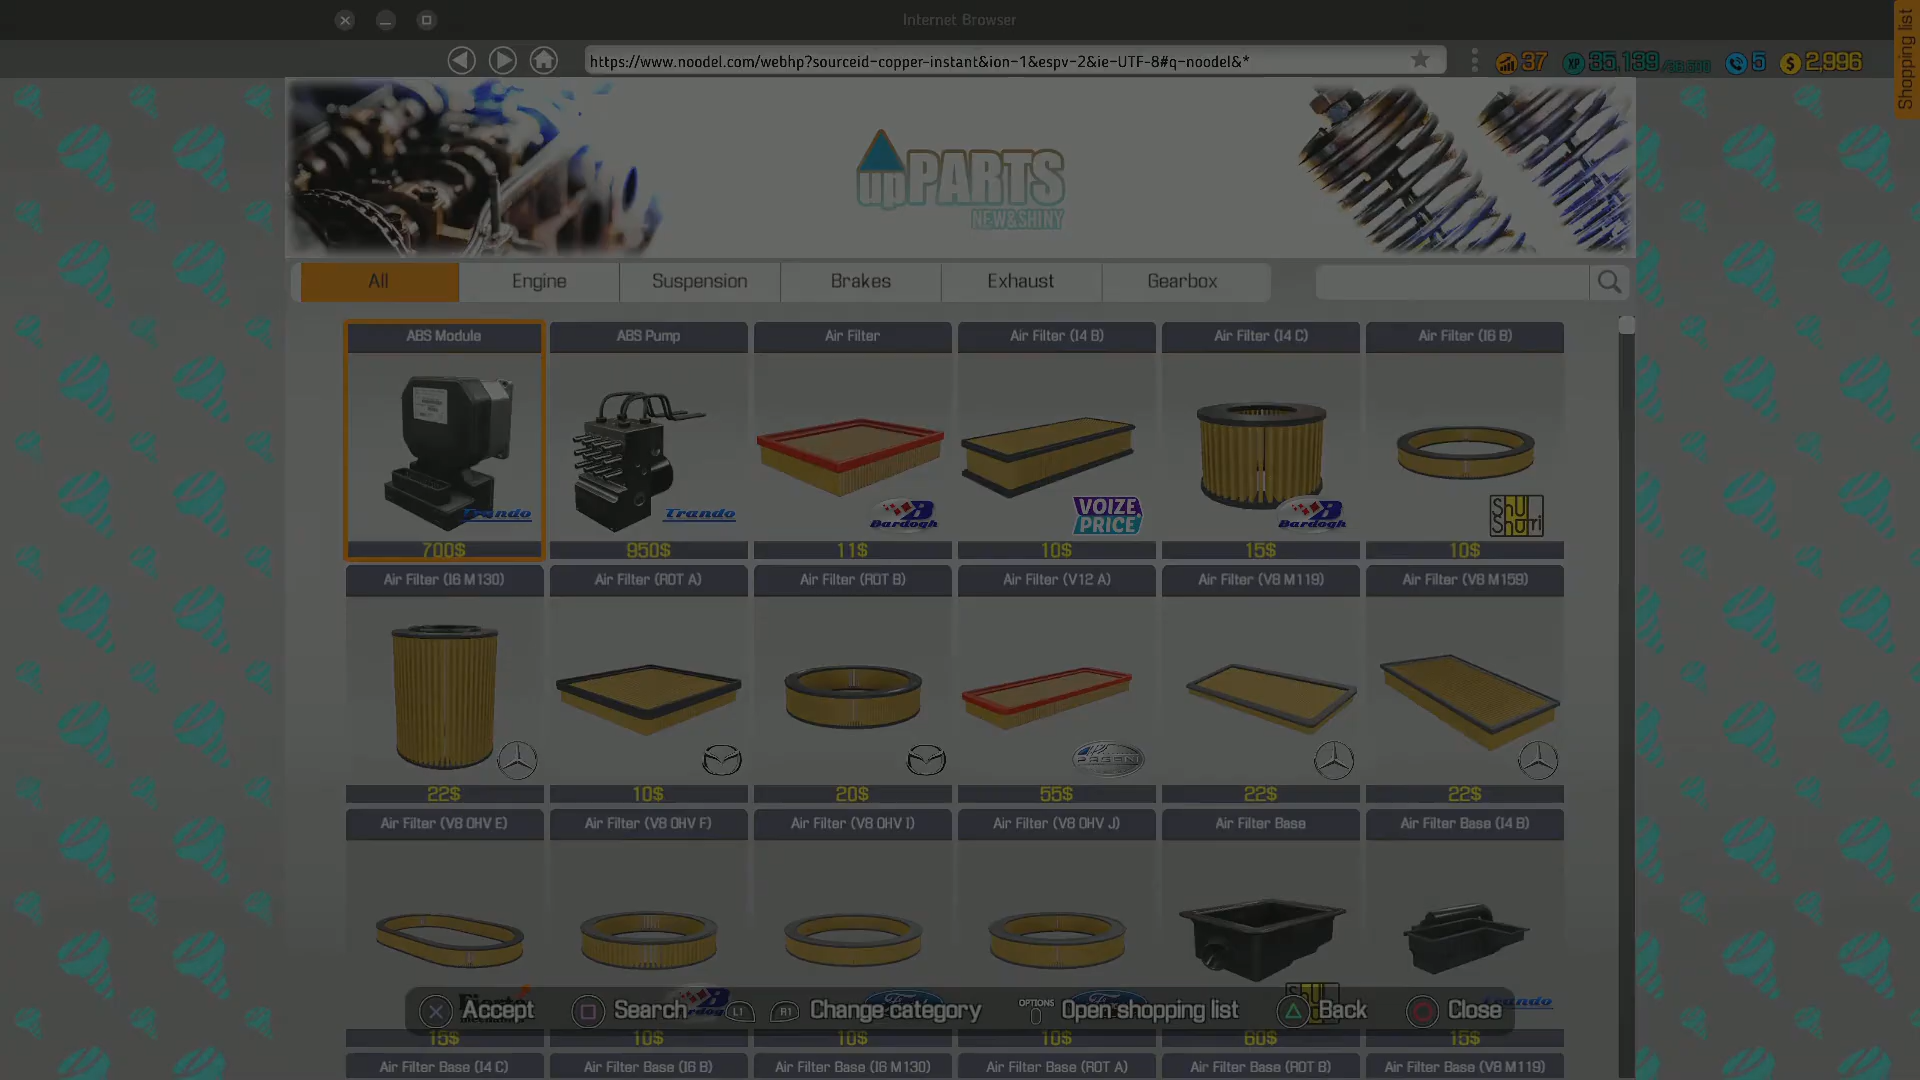 Internet Browser
Shopping list
https://www.noodel.com/webhp?sourceid-copper-instant&ion-1&espv-2&ie-UTF-8#q-noodel&*
37
XP 35,139
5
$ 2,996
upPARTS
NEW&SHINY
All Engine Suspension Brakes Exhaust Gearbox
ABS Module ABS Pump Air Filter Air Filter (I4 B) Air Filter (I4 C) Air Filter (I6 B)
Trando Trando Bardogh VOIZE PRICE Bardogh Shu Shurri
700$ 950$ 11$ 10$ 15$ 10$
Air Filter (I6 M130) Air Filter (ROT A) Air Filter (ROT B) Air Filter (V12 A) Air Filter (V8 M119) Air Filter (V8 M159)
PAGANI
22$ 10$ 20$ 55$ 22$ 22$
Air Filter (V8 OHV E) Air Filter (V8 OHV F) Air Filter (V8 OHV I) Air Filter (V8 OHV J) Air Filter Base Air Filter Base (I4 B)
Accept Search L1 R1 Change category OPTIONS Open shopping list Back Close
15$ 10$ 10$ 10$ 60$ 15$
Air Filter Base (I4 C) Air Filter Base (I6 B) Air Filter Base (I6 M130) Air Filter Base (ROT A) Air Filter Base (ROT B) Air Filter Base (V8 M119)